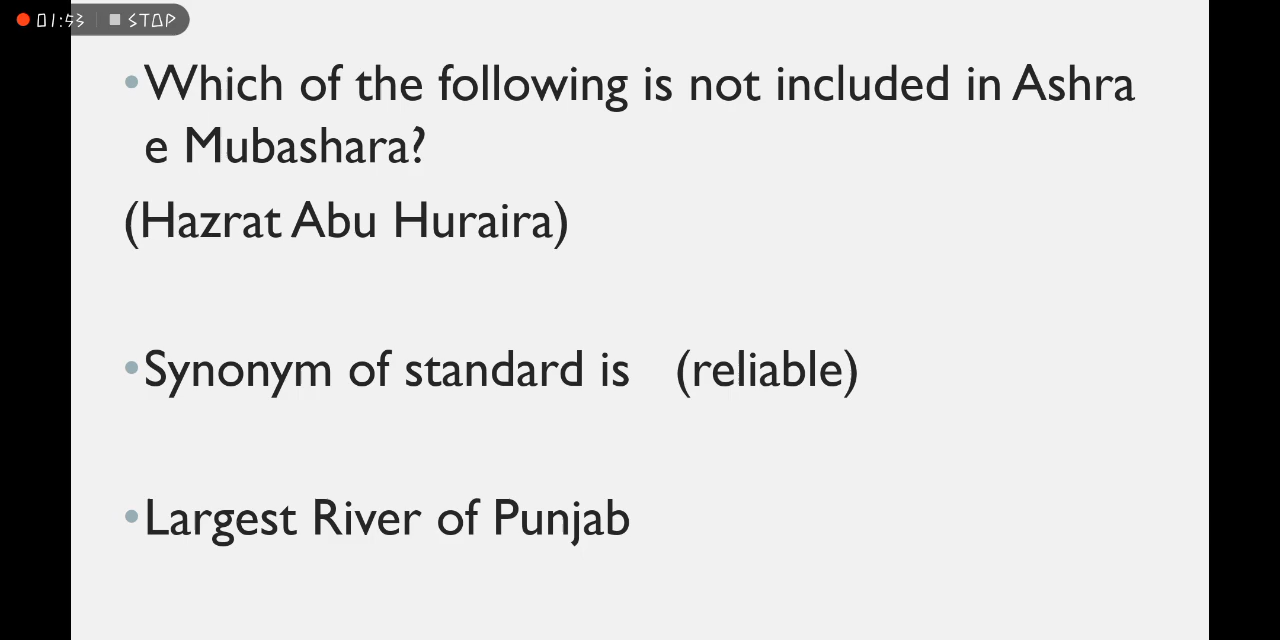 01:53 STOP
•Which of the following is not included in Ashra
e Mubashara?
(Hazrat Abu Huraira)
•Synonym of standard is (reliable)
•Largest River of Punjab